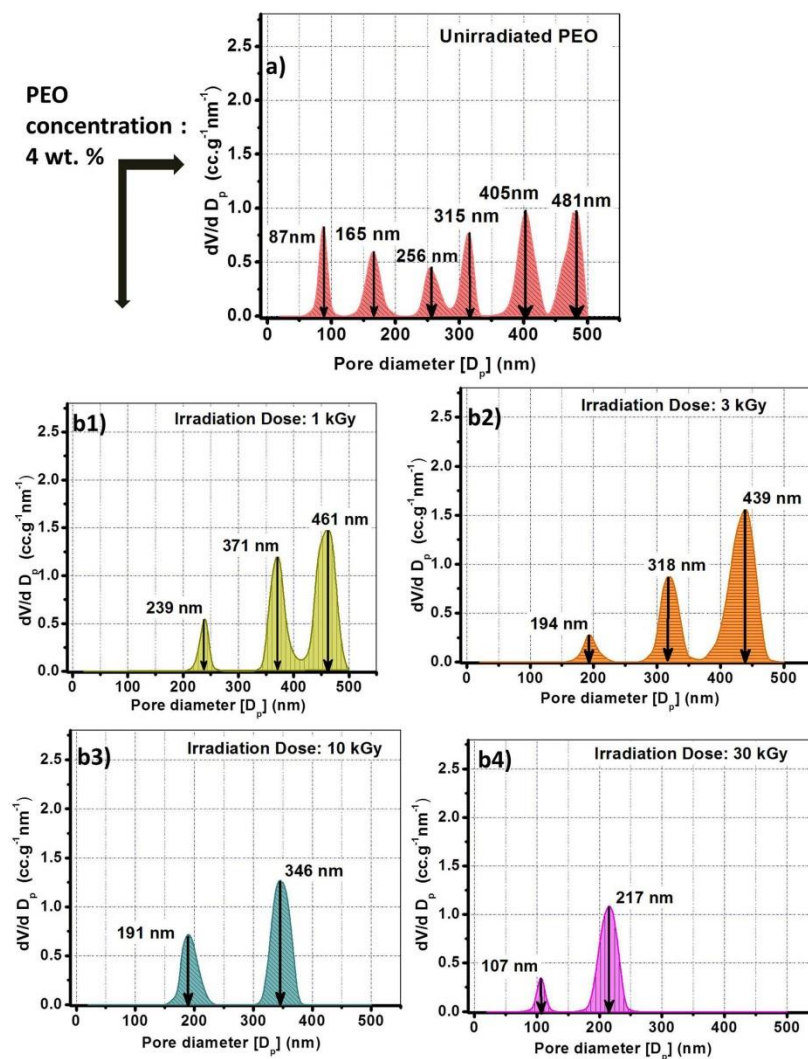 a)
Unirradiated PEO
PEO
concentration :
4 wt. %
dV/d Dₚ (cc.g⁻¹nm⁻¹)
2.5
2.0
1.5
1.0
0.5
0.0
87nm
165 nm
256 nm
315 nm
405nm
481nm
0 100 200 300 400 500
Pore diameter [Dₚ] (nm)
b1)
Irradiation Dose: 1 kGy
dV/d Dₚ (cc.g⁻¹nm⁻¹)
2.5
2.0
1.5
1.0
0.5
0.0
239 nm
371 nm
461 nm
0 100 200 300 400 500
Pore diameter [Dₚ] (nm)
b2)
Irradiation Dose: 3 kGy
dV/d Dₚ (cc.g⁻¹nm⁻¹)
2.5
2.0
1.5
1.0
0.5
0.0
194 nm
318 nm
439 nm
0 100 200 300 400 500
Pore diameter [Dₚ] (nm)
b3)
Irradiation Dose: 10 kGy
dV/d Dₚ (cc.g⁻¹nm⁻¹)
2.5
2.0
1.5
1.0
0.5
0.0
191 nm
346 nm
0 100 200 300 400 500
Pore diameter [Dₚ] (nm)
b4)
Irradiation Dose: 30 kGy
dV/d Dₚ (cc.g⁻¹nm⁻¹)
2.5
2.0
1.5
1.0
0.5
0.0
107 nm
217 nm
0 100 200 300 400 500
Pore diameter [Dₚ] (nm)